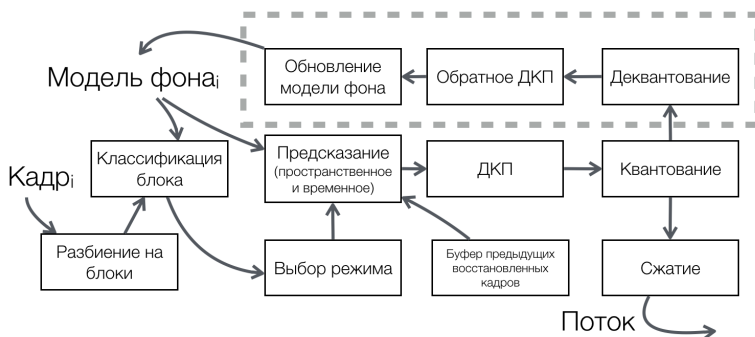 Обновление
модели фона
Обратное ДКП
Деквантование
Модель фонаᵢ
Классификация
блока
Предсказание
(пространственное
и временное)
ДКП
Квантование
Кадрᵢ
Разбиение на
блоки
Выбор режима
Буфер предыдущих
восстановленных
кадров
Сжатие
Поток